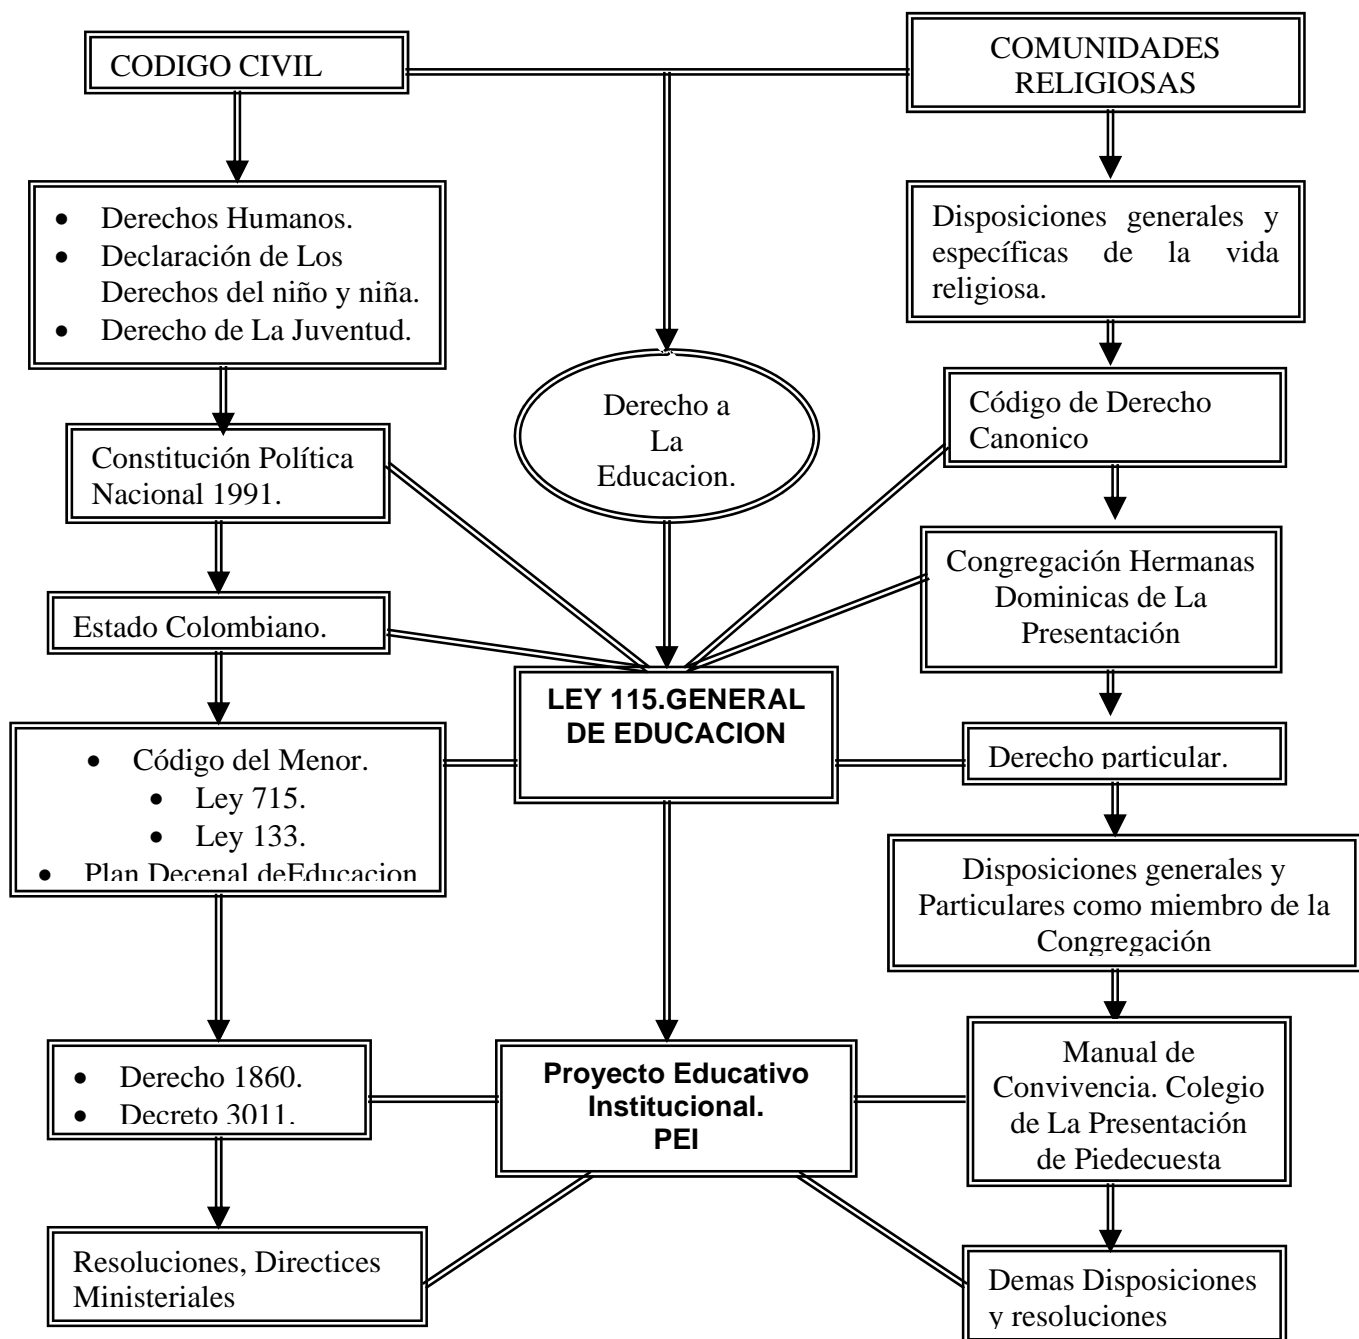 CODIGO CIVIL
COMUNIDADES
RELIGIOSAS
• Derechos Humanos.
• Declaración de Los
Derechos del niño y niña.
• Derecho de La Juventud.
Disposiciones generales y
específicas de la vida
religiosa.
Derecho a
La
Educacion.
Código de Derecho
Canonico
Constitución Política
Nacional 1991.
Congregación Hermanas
Dominicas de La
Presentación
Estado Colombiano.
LEY 115.GENERAL
DE EDUCACION
• Código del Menor.
• Ley 715.
• Ley 133.
• Plan Decenal deEducacion
Derecho particular.
Disposiciones generales y
Particulares como miembro de la
Congregación
• Derecho 1860.
• Decreto 3011.
Proyecto Educativo
Institucional.
PEI
Manual de
Convivencia. Colegio
de La Presentación
de Piedecuesta
Resoluciones, Directices
Ministeriales
Demas Disposiciones
y resoluciones